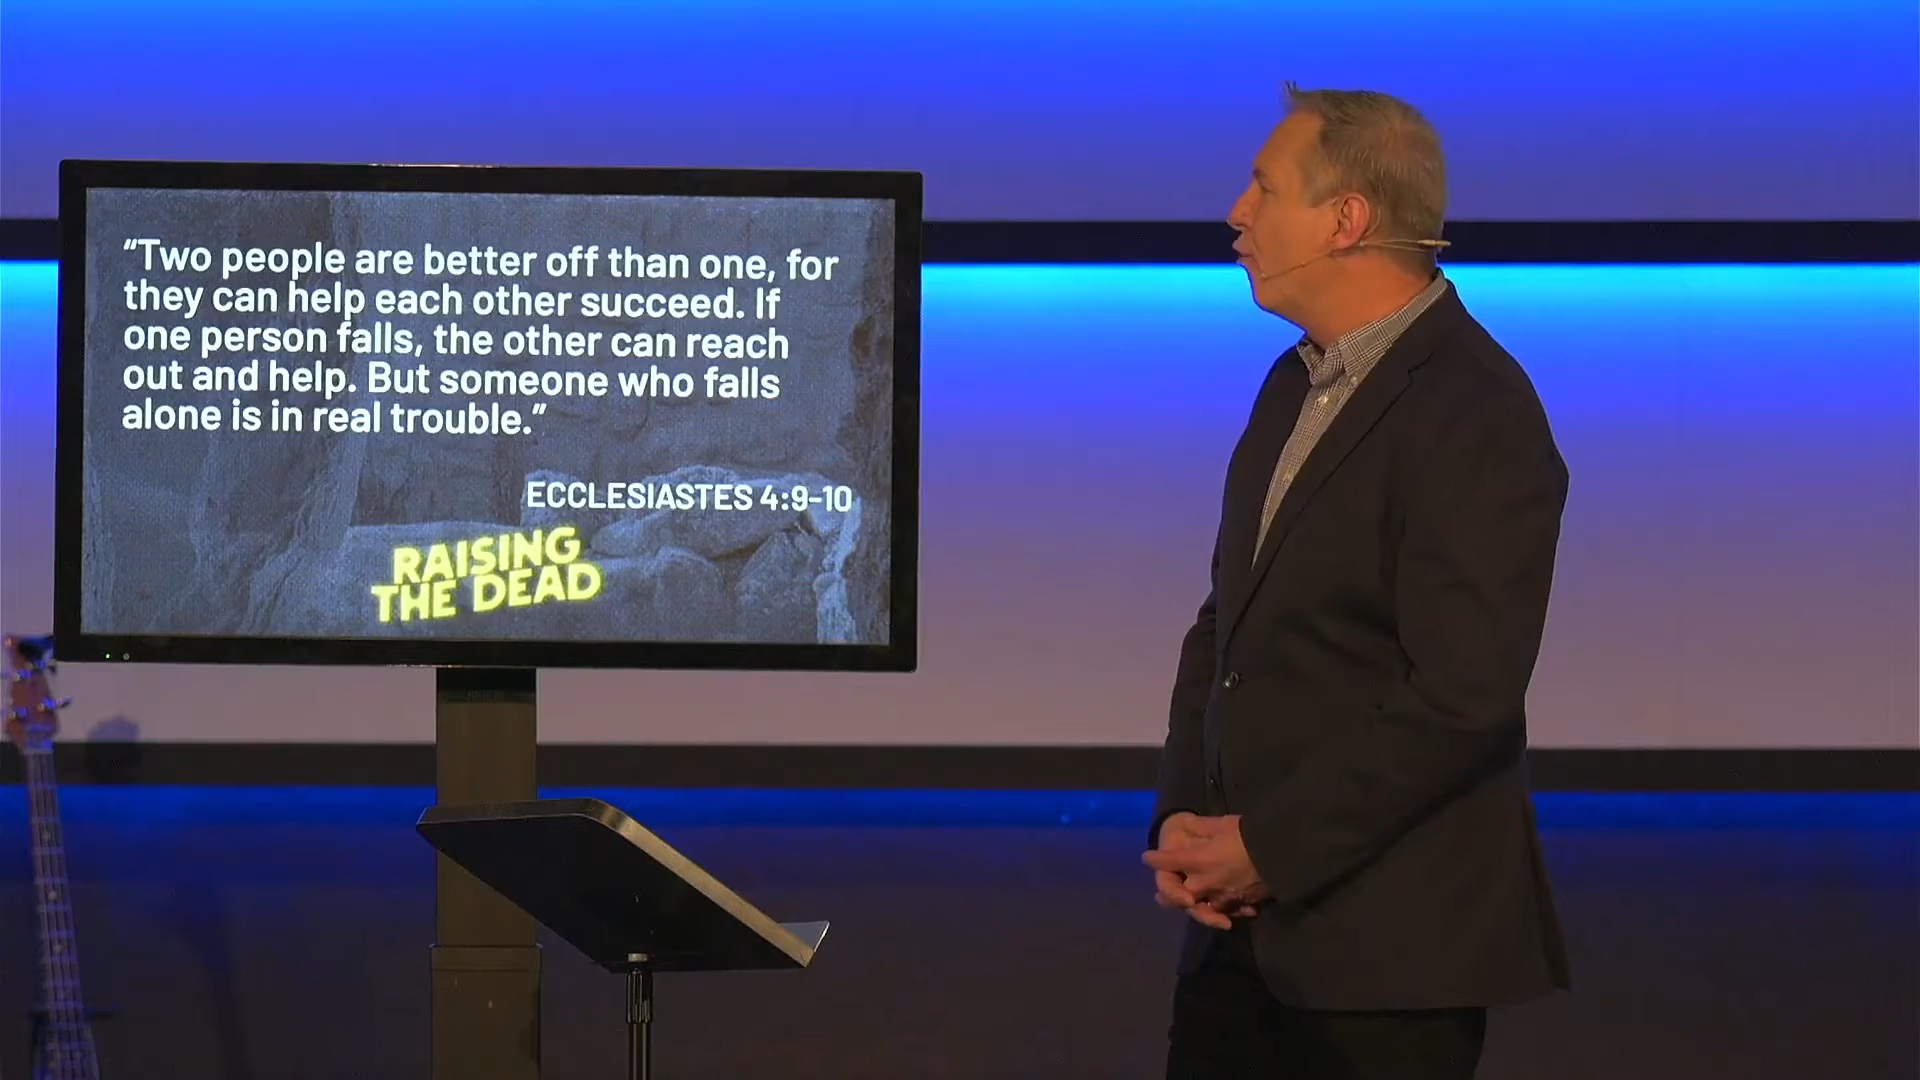 “Two people are better off than one, for
they can help each other succeed. If
one person falls, the other can reach
out and help. But someone who falls
alone is in real trouble.”
ECCLESIASTES 4:9-10
RAISING
THE DEAD